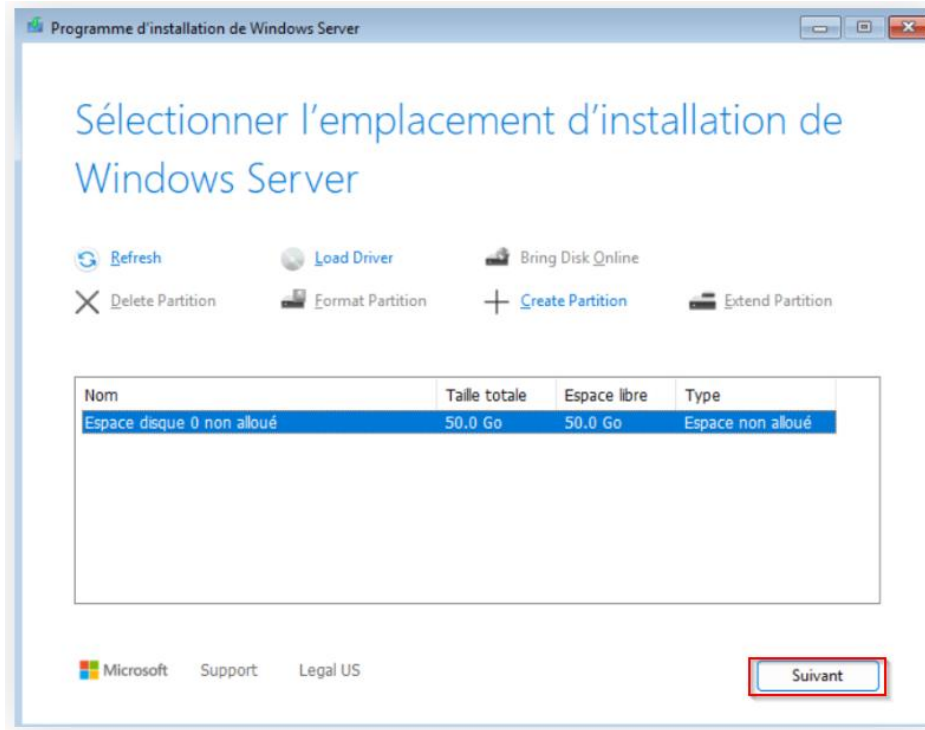 Programme d'installation de Windows Server
Sélectionner l'emplacement d'installation de
Windows Server
Refresh Load Driver Bring Disk Online
Delete Partition Format Partition Create Partition Extend Partition
Nom Taille totale Espace libre Type
Espace disque 0 non alloué 50.0 Go 50.0 Go Espace non alloué
Microsoft Support Legal US Suivant